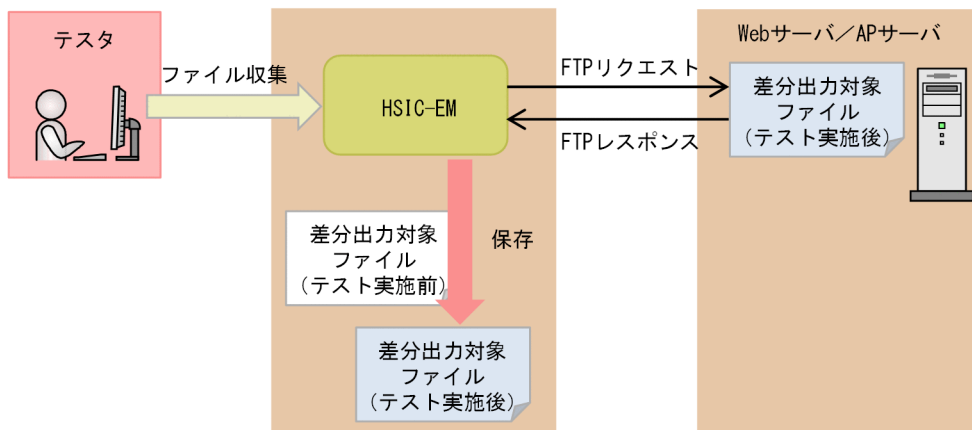 テスタ
ファイル収集
HSIC-EM
FTPリクエスト
FTPレスポンス
Webサーバ／APサーバ
差分出力対象
ファイル
（テスト実施後）
差分出力対象
ファイル
（テスト実施前）
保存
差分出力対象
ファイル
（テスト実施後）